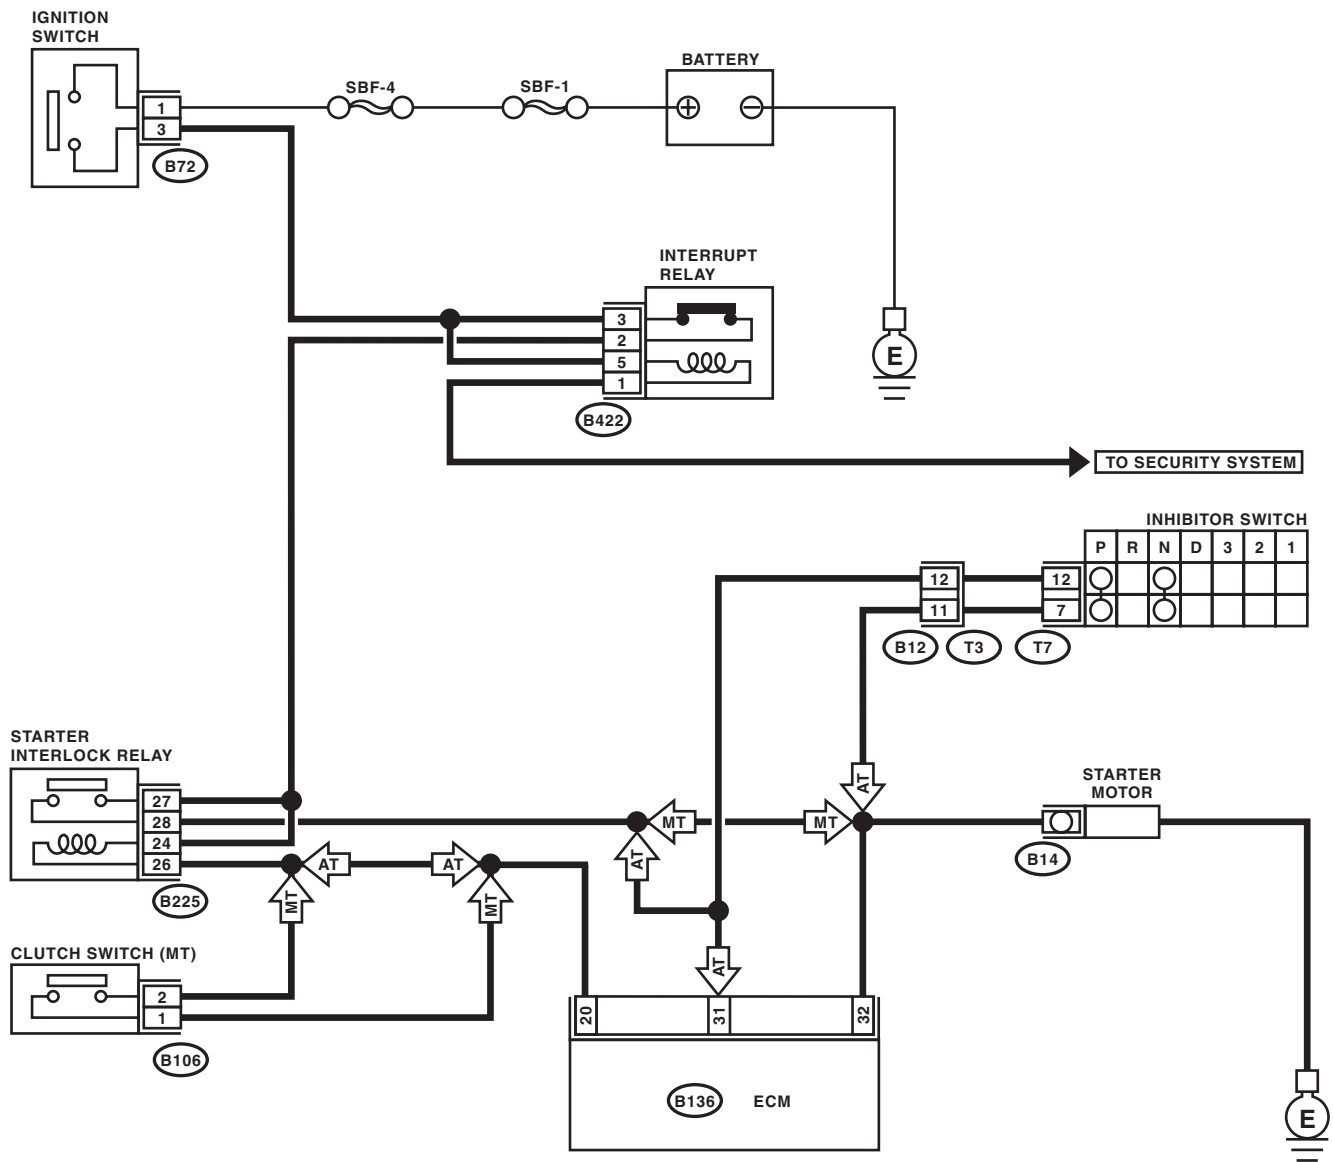 IGNITION
SWITCH
1
3
B72
SBF-4
SBF-1
BATTERY
+
−
E
INTERRUPT
RELAY
3
2
5
1
B422
TO SECURITY SYSTEM
INHIBITOR SWITCH
P R N D 3 2 1
12
11
12
7
B12
T3
T7
STARTER
INTERLOCK RELAY
27
28
24
26
B225
AT
AT
MT
MT
MT
MT
AT
AT
AT
STARTER
MOTOR
B14
CLUTCH SWITCH (MT)
2
1
B106
20
31
32
B136
ECM
E